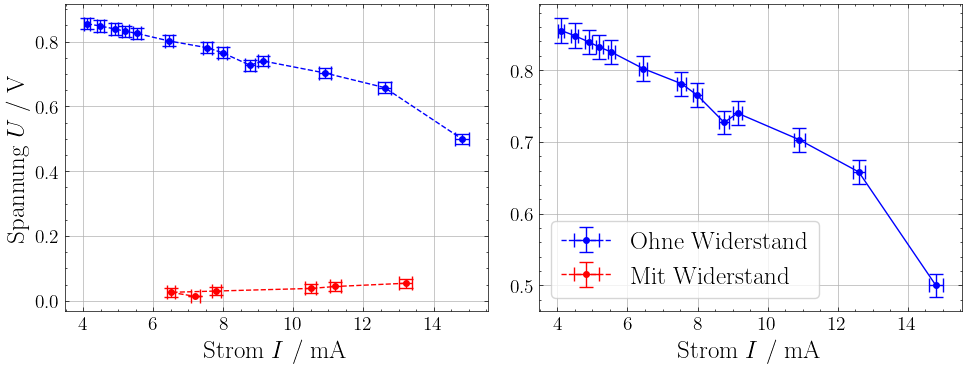 Spannung U / V
0.8
0.6
0.4
0.2
0.0
4 6 8 10 12 14
Strom I / mA
0.8
0.7
0.6
0.5
Ohne Widerstand
Mit Widerstand
4 6 8 10 12 14
Strom I / mA